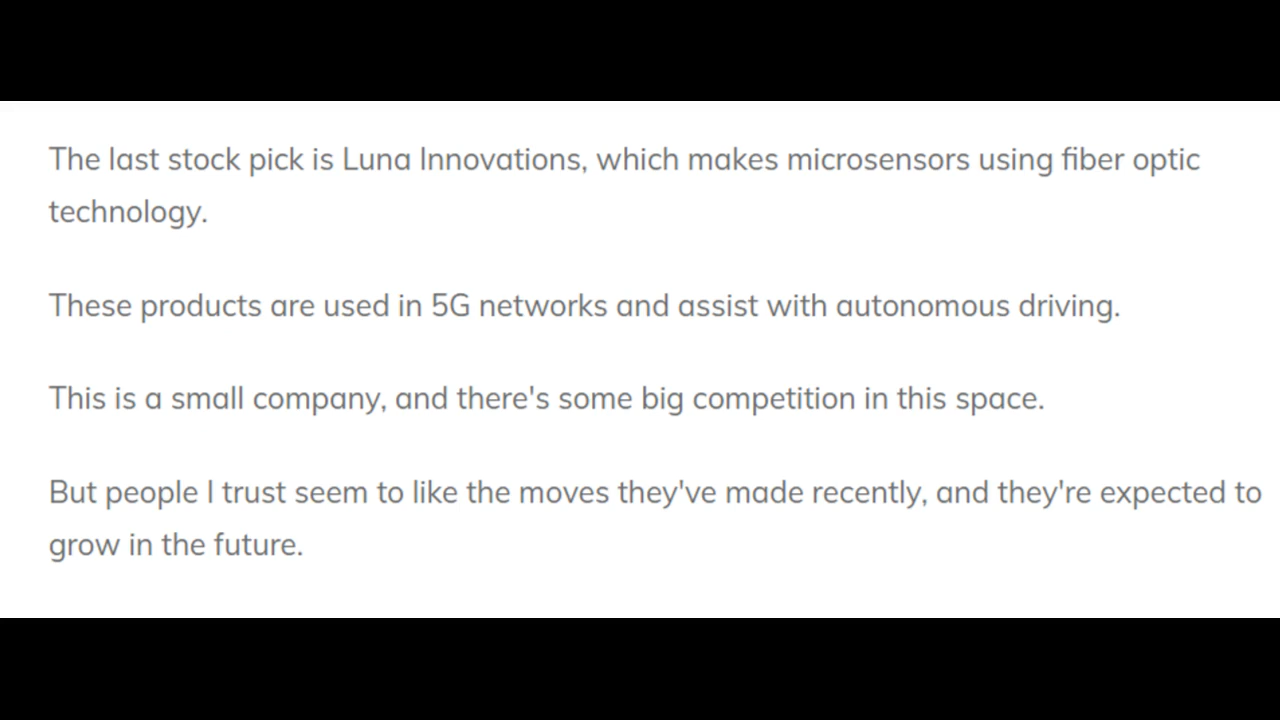 The last stock pick is Luna Innovations, which makes microsensors using fiber optic
technology.
These products are used in 5G networks and assist with autonomous driving.
This is a small company, and there's some big competition in this space.
But people I trust seem to like the moves they've made recently, and they're expected to
grow in the future.